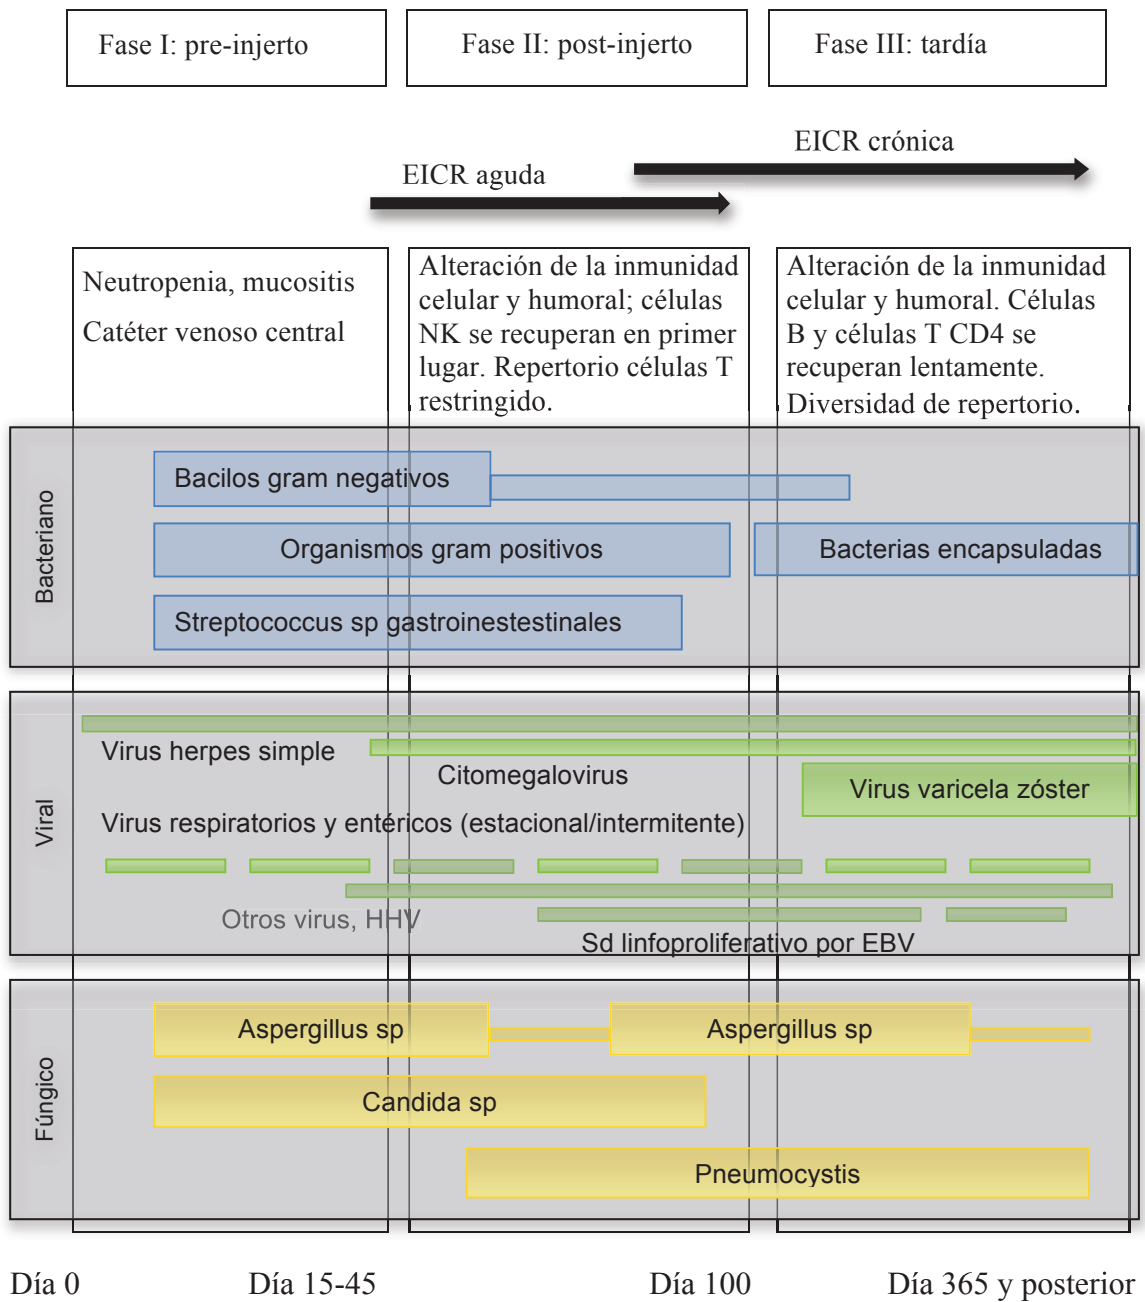 Fase I: pre-injerto
Fase II: post-injerto
Fase III: tardía
EICR crónica
EICR aguda
Neutropenia, mucositis
Catéter venoso central
Alteración de la inmunidad
celular y humoral; células
NK se recuperan en primer
lugar. Repertorio células T
restringido.
Alteración de la inmunidad
celular y humoral. Células
B y células T CD4 se
recuperan lentamente.
Diversidad de repertorio.
Bacteriano
Bacilos gram negativos
Organismos gram positivos
Bacterias encapsuladas
Streptococcus sp gastroinestestinales
Viral
Virus herpes simple
Citomegalovirus
Virus varicela zóster
Virus respiratorios y entéricos (estacional/intermitente)
Otros virus, HHV
Sd linfoproliferativo por EBV
Fúngico
Aspergillus sp
Aspergillus sp
Candida sp
Pneumocystis
Día 0
Día 15-45
Día 100
Día 365 y posterior